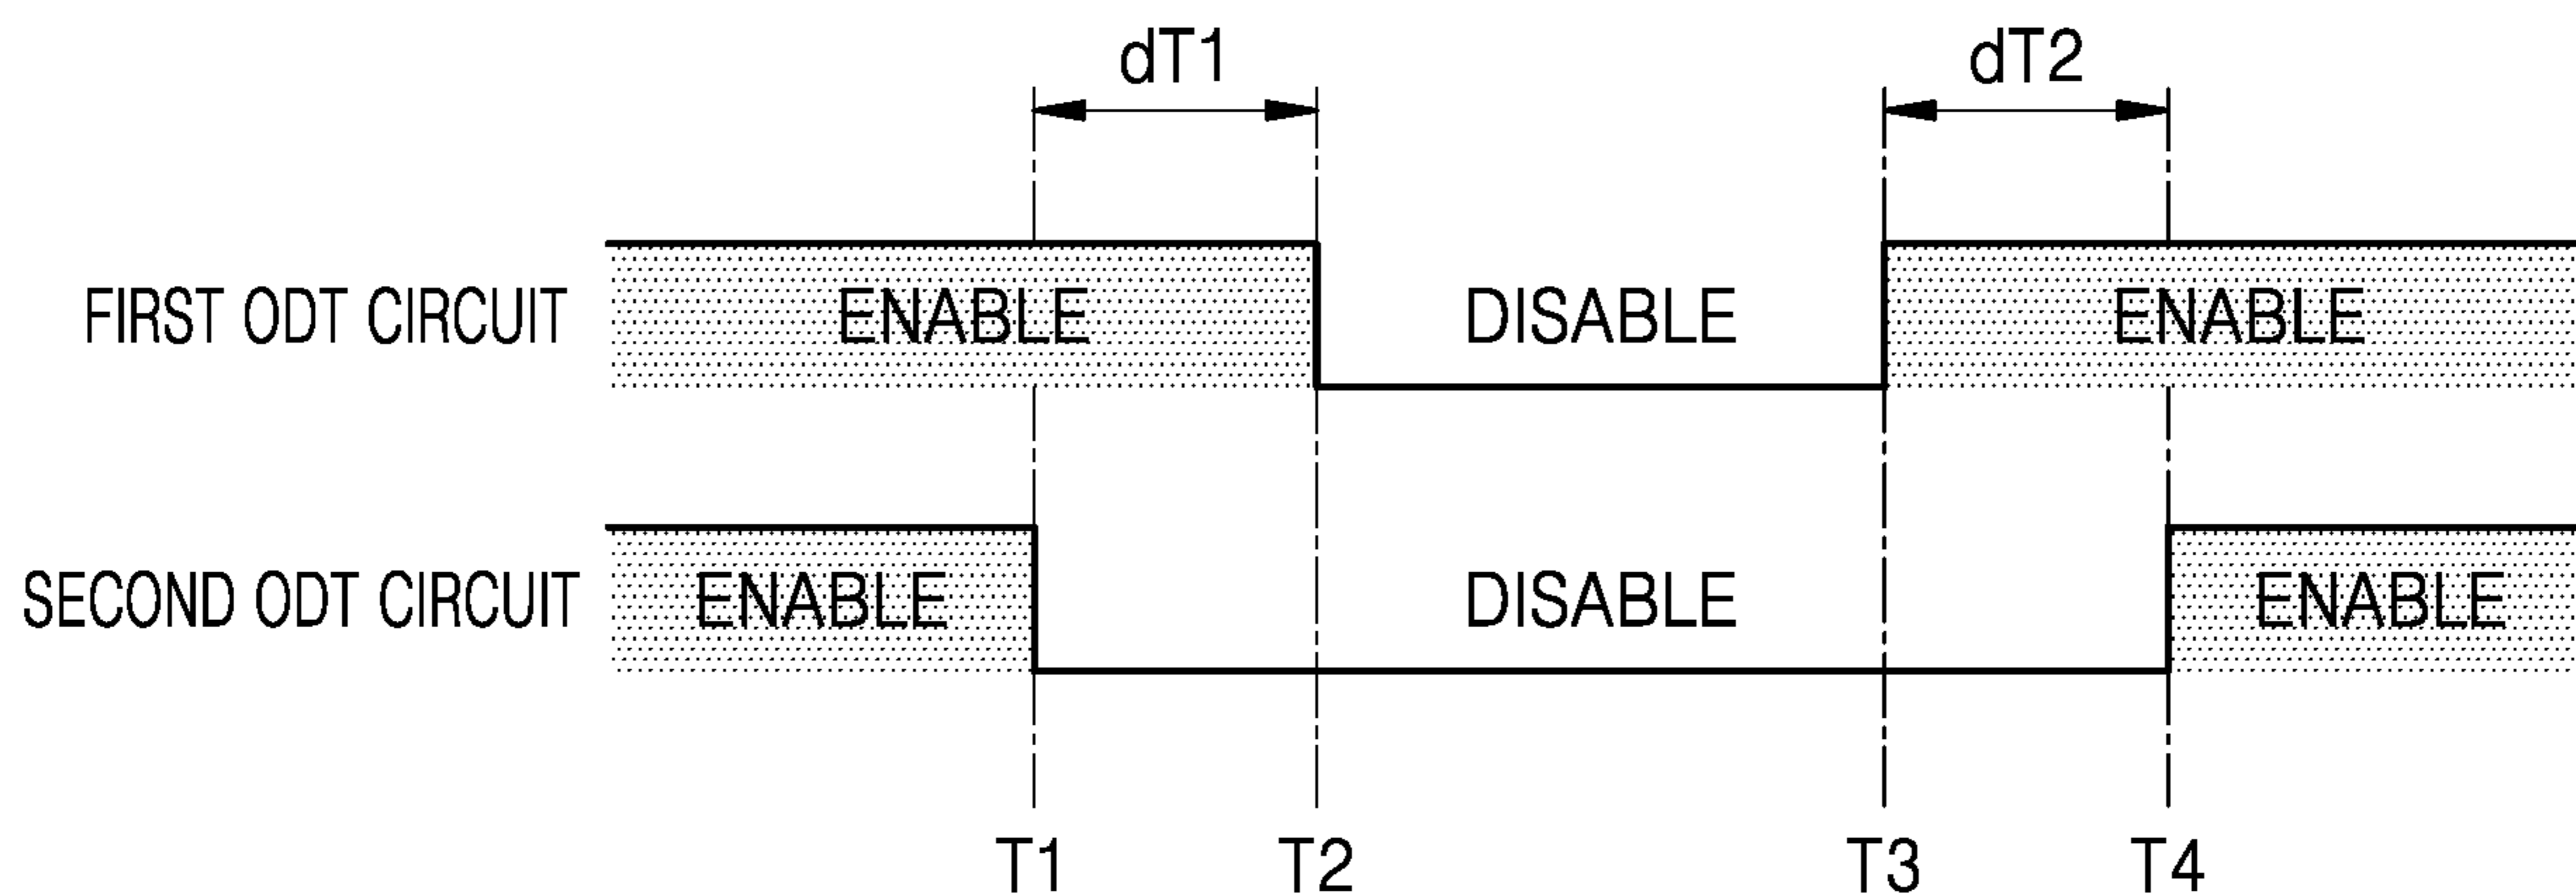 dT1 dT2
FIRST ODT CIRCUIT ENABLE DISABLE ENABLE
SECOND ODT CIRCUIT ENABLE DISABLE ENABLE
T1 T2 T3 T4